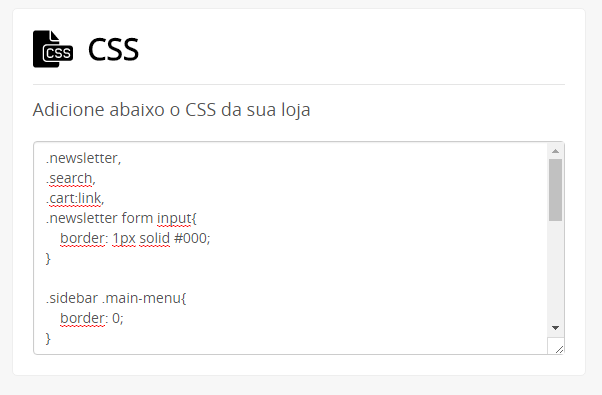 CSS
CSS
Adicione abaixo o CSS da sua loja
.newsletter,
.search,
.cart:link,
.newsletter form input{
    border: 1px solid #000;
}

.sidebar .main-menu{
    border: 0;
}